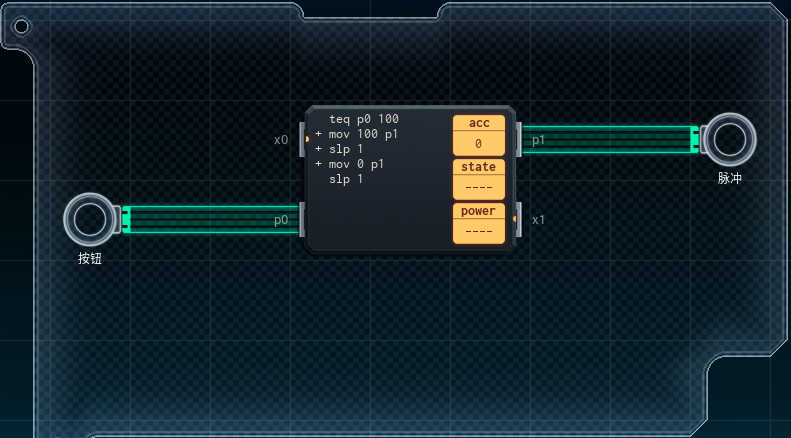 x0
p0
按钮
teq p0 100
+ mov 100 p1
+ slp 1
+ mov 0 p1
slp 1
acc
0
state
----
power
----
p1
x1
脉冲